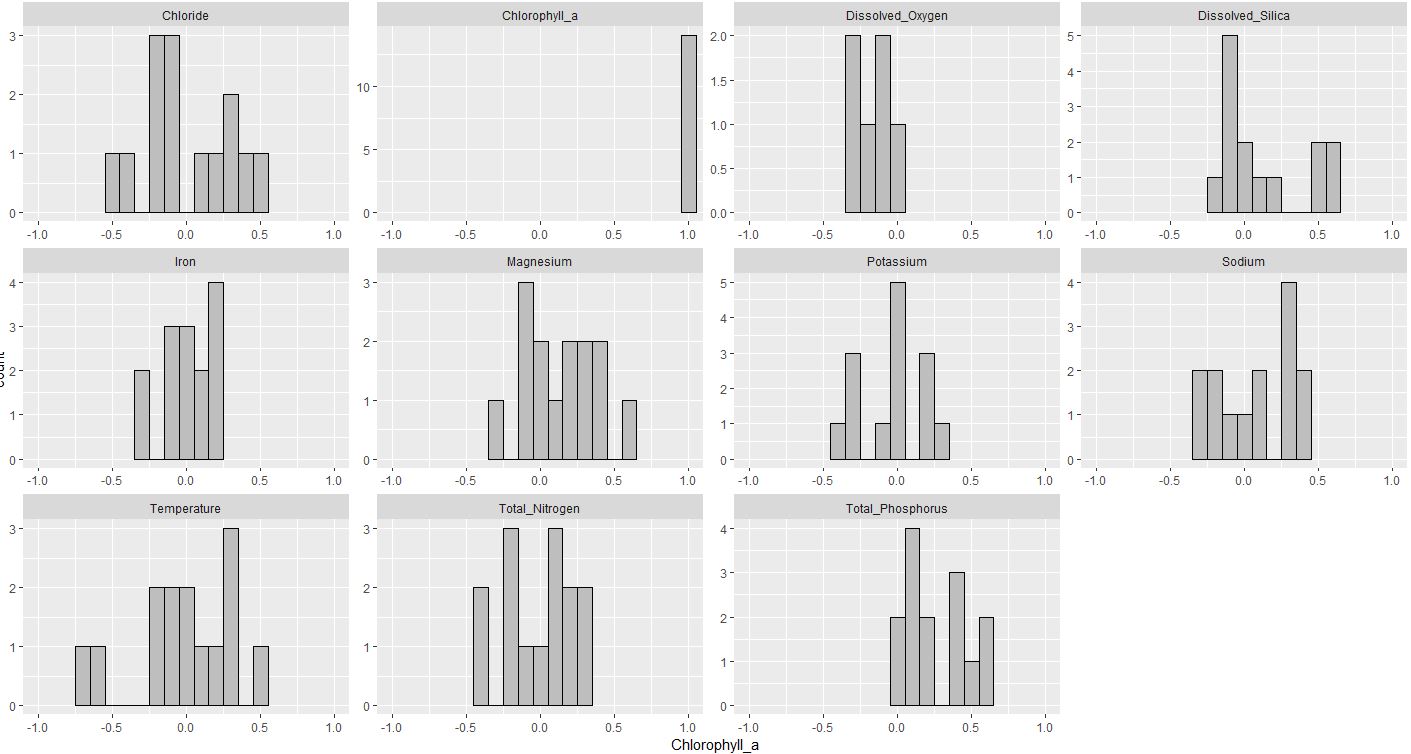 Chloride Chlorophyll_a Dissolved_Oxygen Dissolved_Silica
3 2 1 0
10 5 0
2.0 1.5 1.0 0.5 0.0
5 4 3 2 1 0
-1.0 -0.5 0.0 0.5 1.0 -1.0 -0.5 0.0 0.5 1.0 -1.0 -0.5 0.0 0.5 1.0 -1.0 -0.5 0.0 0.5 1.0
Iron Magnesium Potassium Sodium
4 3 2 1 0
3 2 1 0
5 4 3 2 1 0
4 3 2 1 0
-1.0 -0.5 0.0 0.5 1.0 -1.0 -0.5 0.0 0.5 1.0 -1.0 -0.5 0.0 0.5 1.0 -1.0 -0.5 0.0 0.5 1.0
count
Temperature Total_Nitrogen Total_Phosphorus
3 2 1 0
3 2 1 0
4 3 2 1 0
-1.0 -0.5 0.0 0.5 1.0 -1.0 -0.5 0.0 0.5 1.0 -1.0 -0.5 0.0 0.5 1.0
Chlorophyll_a